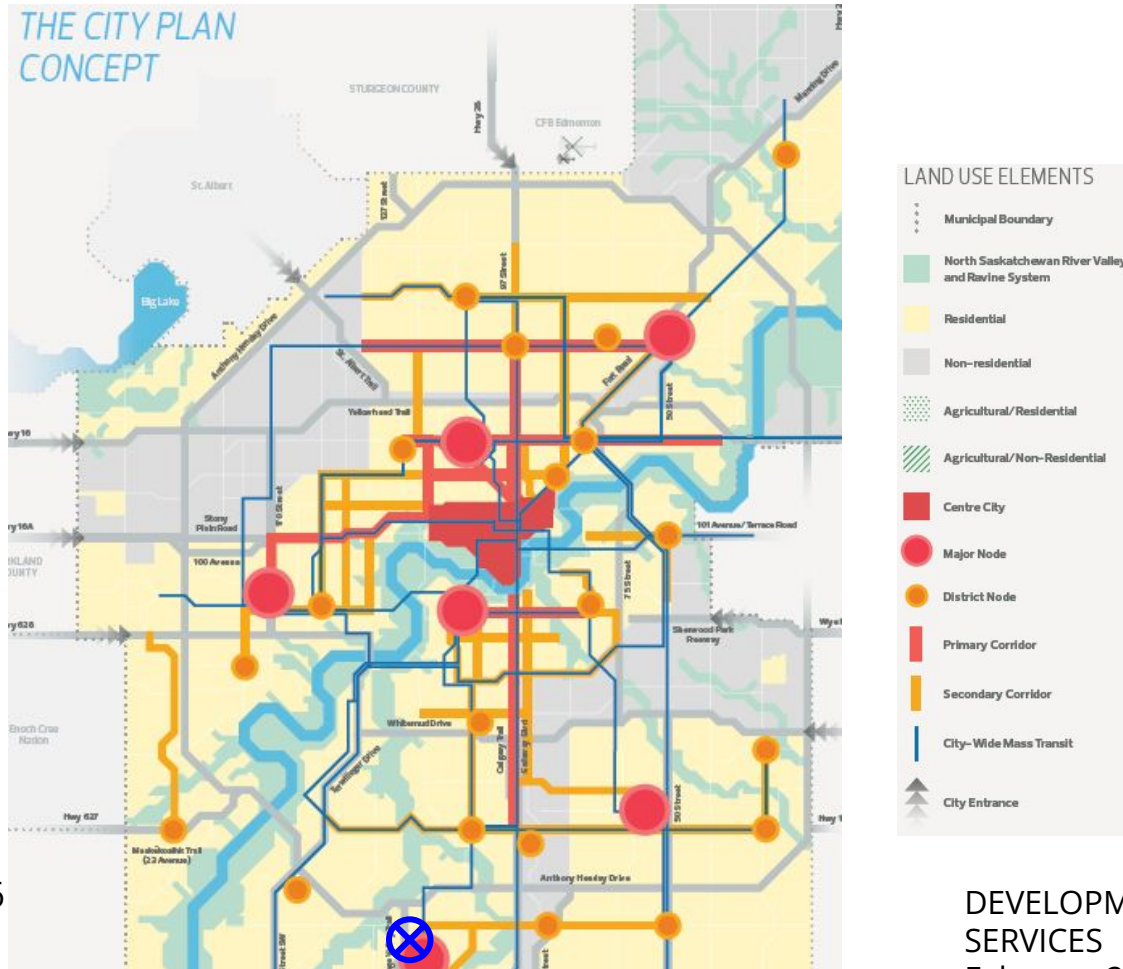 THE CITY PLAN
CONCEPT
STURGEON COUNTY
CFB Edmonton
St. Albert
Manning Drive
127 Street
97 Street
Big Lake
Anthony Henday Drive
St. Albert Trail
Fort Road
50 Street
Yellowhead Trail
Stony
Plain Road
170 Street
100 Avenue
101 Avenue/Terrace Road
75 Street
Sherwood Park
Freeway
Enoch Cree
Nation
Whitemud Drive
Terwillegar Drive
Calgary Trail
Gateway Blvd
50 Street
Hwy 627
Maskekosihk Trail
(23 Avenue)
Anthony Henday Drive
LAND USE ELEMENTS
Municipal Boundary
North Saskatchewan River Valley
and Ravine System
Residential
Non-residential
Agricultural/Residential
Agricultural/Non-Residential
Centre City
Major Node
District Node
Primary Corridor
Secondary Corridor
City-Wide Mass Transit
City Entrance
DEVELOPM
SERVICES